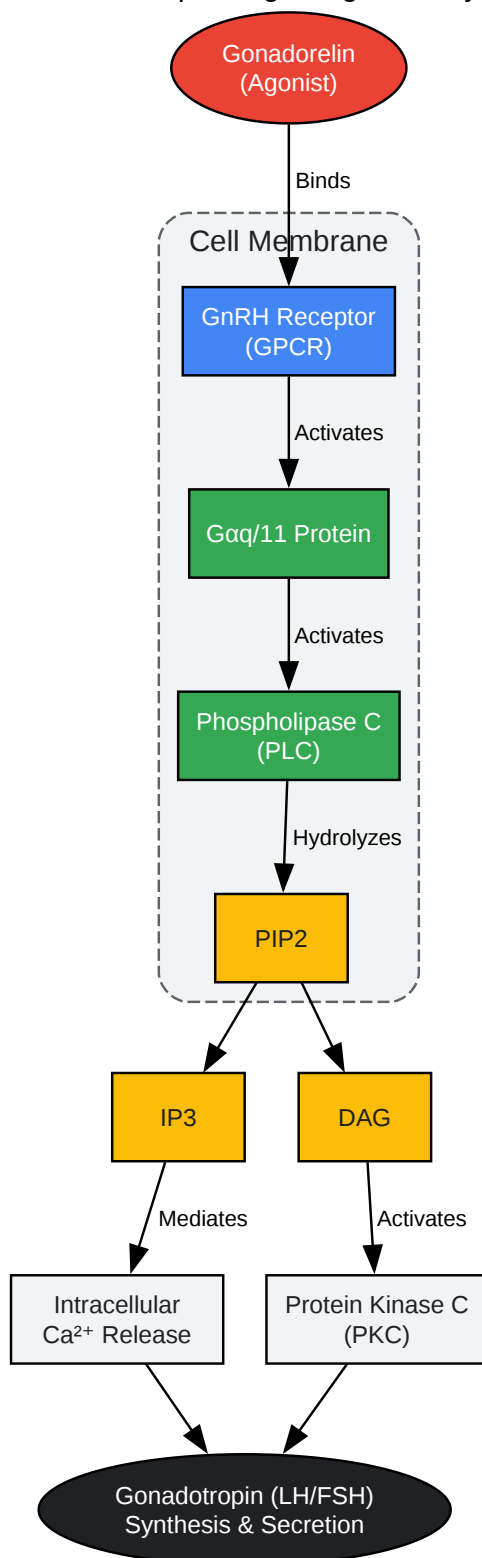 Gonadorelin
(Agonist)
Binds
Cell Membrane
GnRH Receptor
(GPCR)
Activates
Gαq/11 Protein
Activates
Phospholipase C
(PLC)
Hydrolyzes
PIP2
IP3
DAG
Mediates
Activates
Intracellular
Ca²⁺ Release
Protein Kinase C
(PKC)
Gonadotropin (LH/FSH)
Synthesis & Secretion